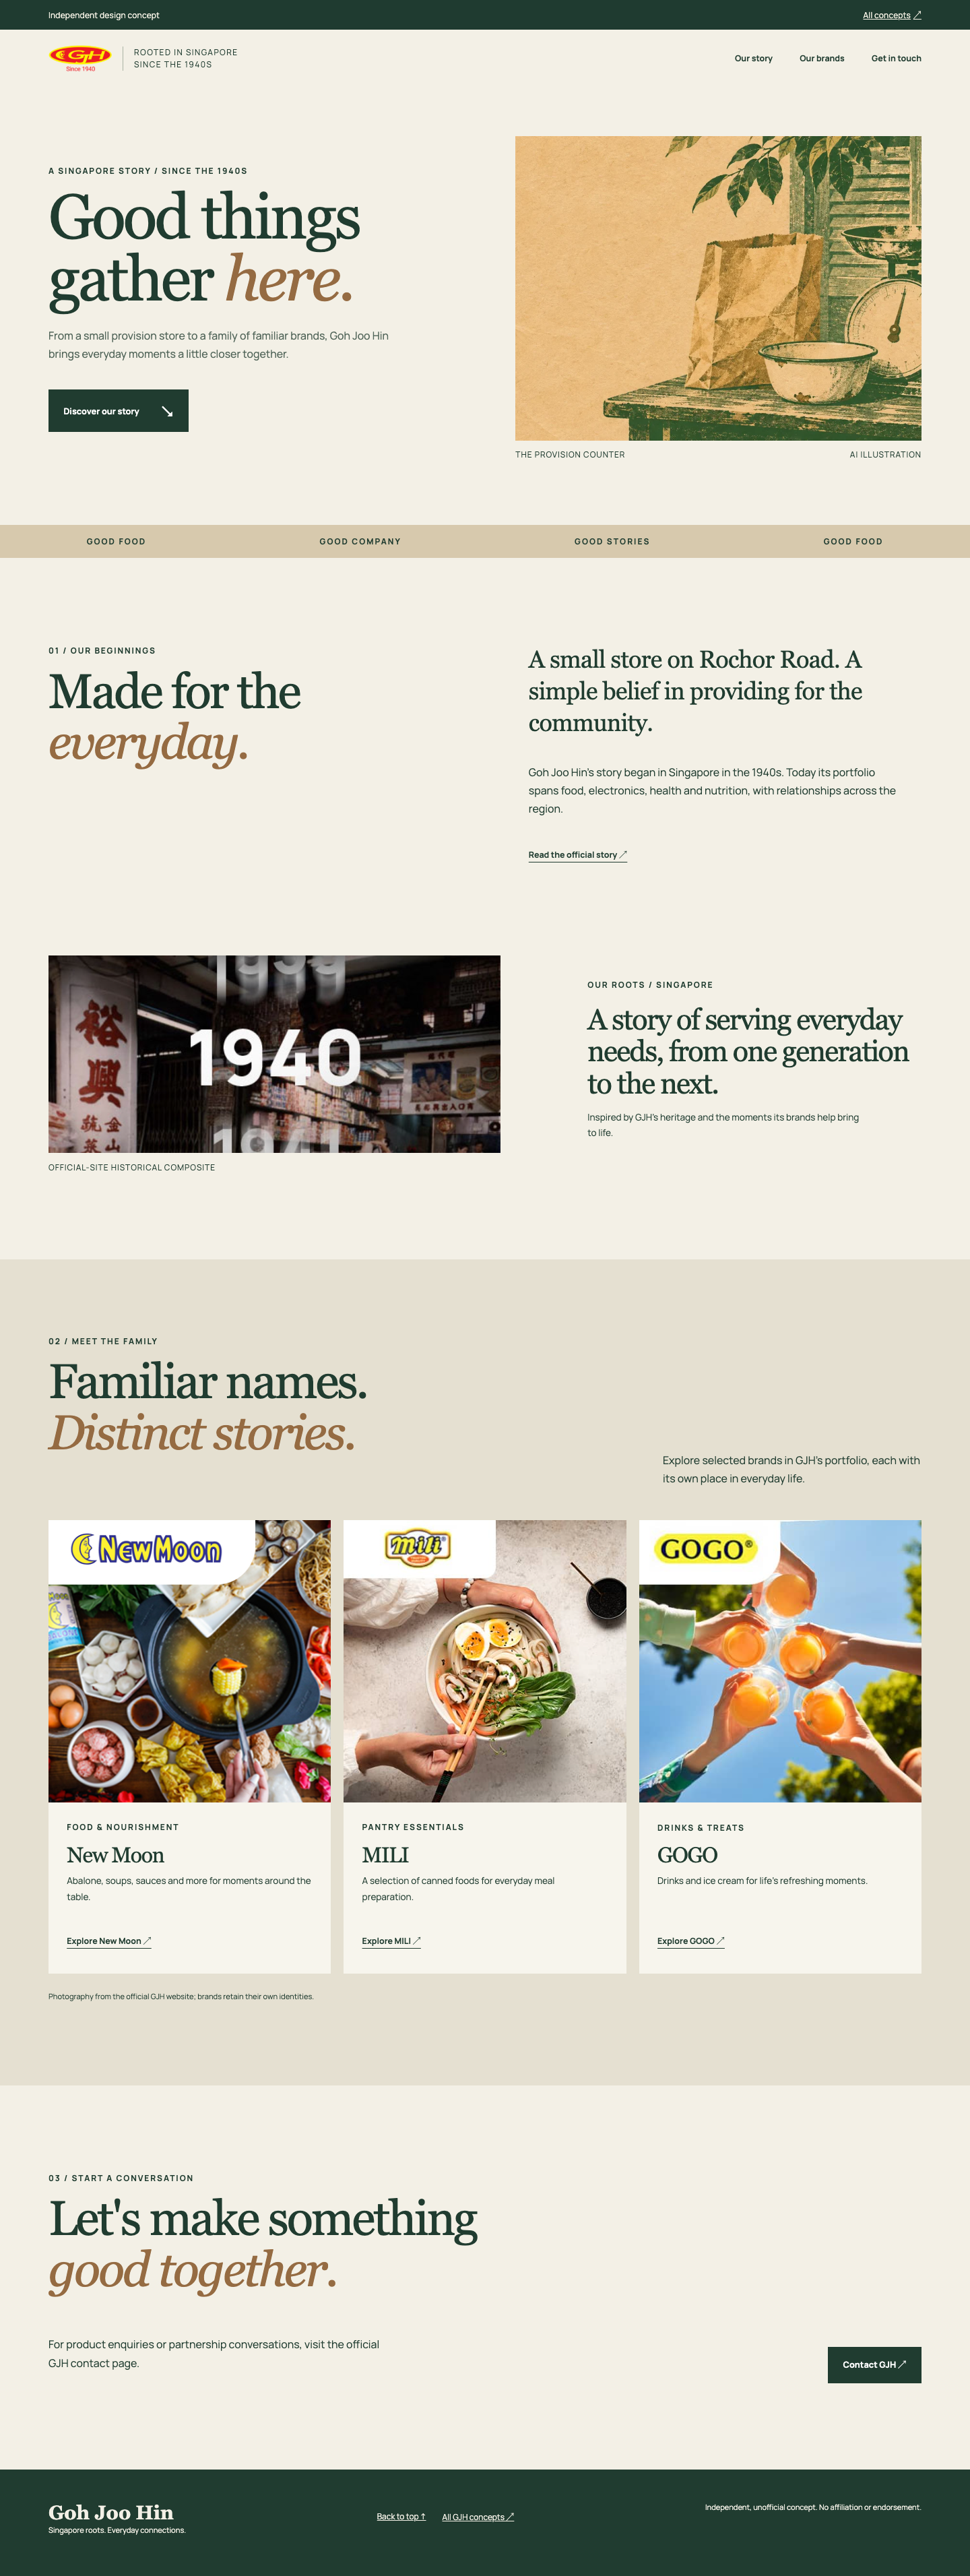 Independent design concept
All concepts ↗
GJH
Since 1940
ROOTED IN SINGAPORE
SINCE THE 1940S
Our story
Our brands
Get in touch
A SINGAPORE STORY / SINCE THE 1940S
Good things
gather here.
From a small provision store to a family of familiar brands, Goh Joo Hin
brings everyday moments a little closer together.
Discover our story ↘
THE PROVISION COUNTER
AI ILLUSTRATION
GOOD FOOD
GOOD COMPANY
GOOD STORIES
GOOD FOOD
01 / OUR BEGINNINGS
Made for the
everyday.
A small store on Rochor Road. A
simple belief in providing for the
community.
Goh Joo Hin's story began in Singapore in the 1940s. Today its portfolio
spans food, electronics, health and nutrition, with relationships across the
region.
Read the official story ↗
1939
裕興
1940
OFFICIAL-SITE HISTORICAL COMPOSITE
OUR ROOTS / SINGAPORE
A story of serving everyday
needs, from one generation
to the next.
Inspired by GJH's heritage and the moments its brands help bring
to life.
02 / MEET THE FAMILY
Familiar names.
Distinct stories.
Explore selected brands in GJH's portfolio, each with
its own place in everyday life.
NewMoon
mili
GOGO®
FOOD & NOURISHMENT
New Moon
Abalone, soups, sauces and more for moments around the
table.
Explore New Moon ↗
PANTRY ESSENTIALS
MILI
A selection of canned foods for everyday meal
preparation.
Explore MILI ↗
DRINKS & TREATS
GOGO
Drinks and ice cream for life's refreshing moments.
Explore GOGO ↗
Photography from the official GJH website; brands retain their own identities.
03 / START A CONVERSATION
Let's make something
good together.
For product enquiries or partnership conversations, visit the official
GJH contact page.
Contact GJH ↗
Goh Joo Hin
Singapore roots. Everyday connections.
Back to top ↑
All GJH concepts ↗
Independent, unofficial concept. No affiliation or endorsement.